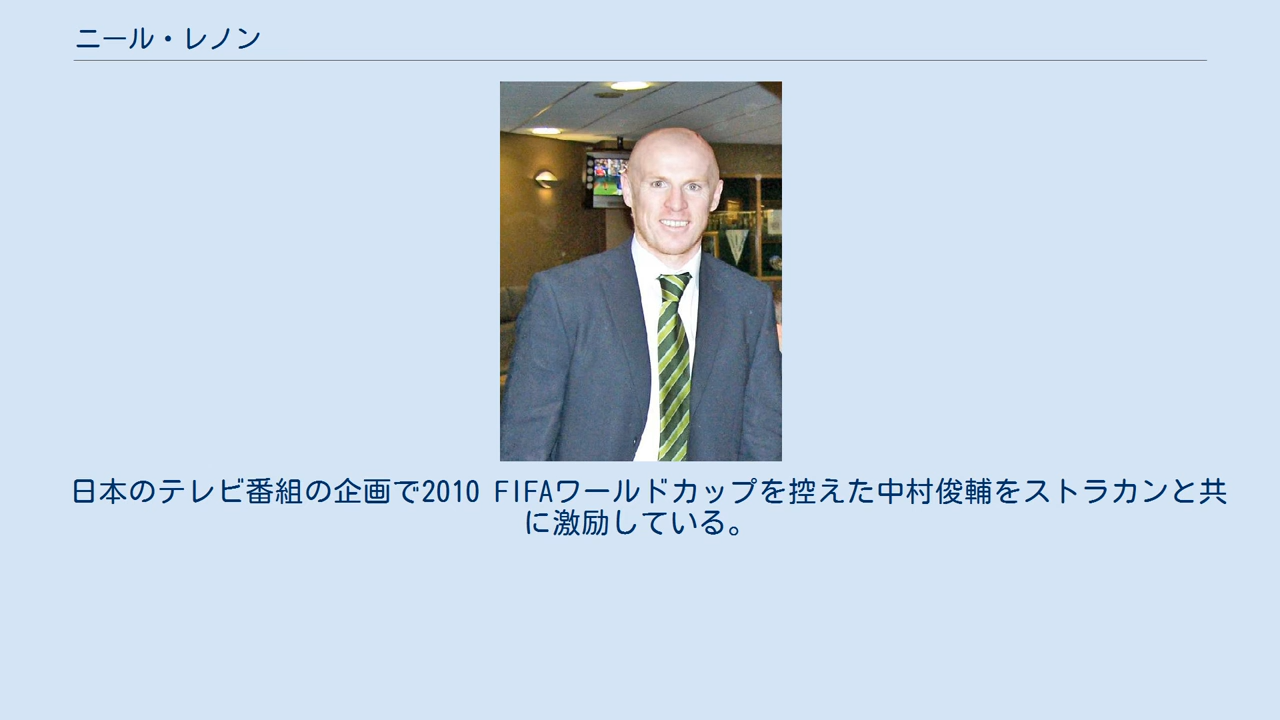 ニール・レノン
日本のテレビ番組の企画で2010 FIFAワールドカップを控えた中村俊輔をストラカンと共
に激励している。